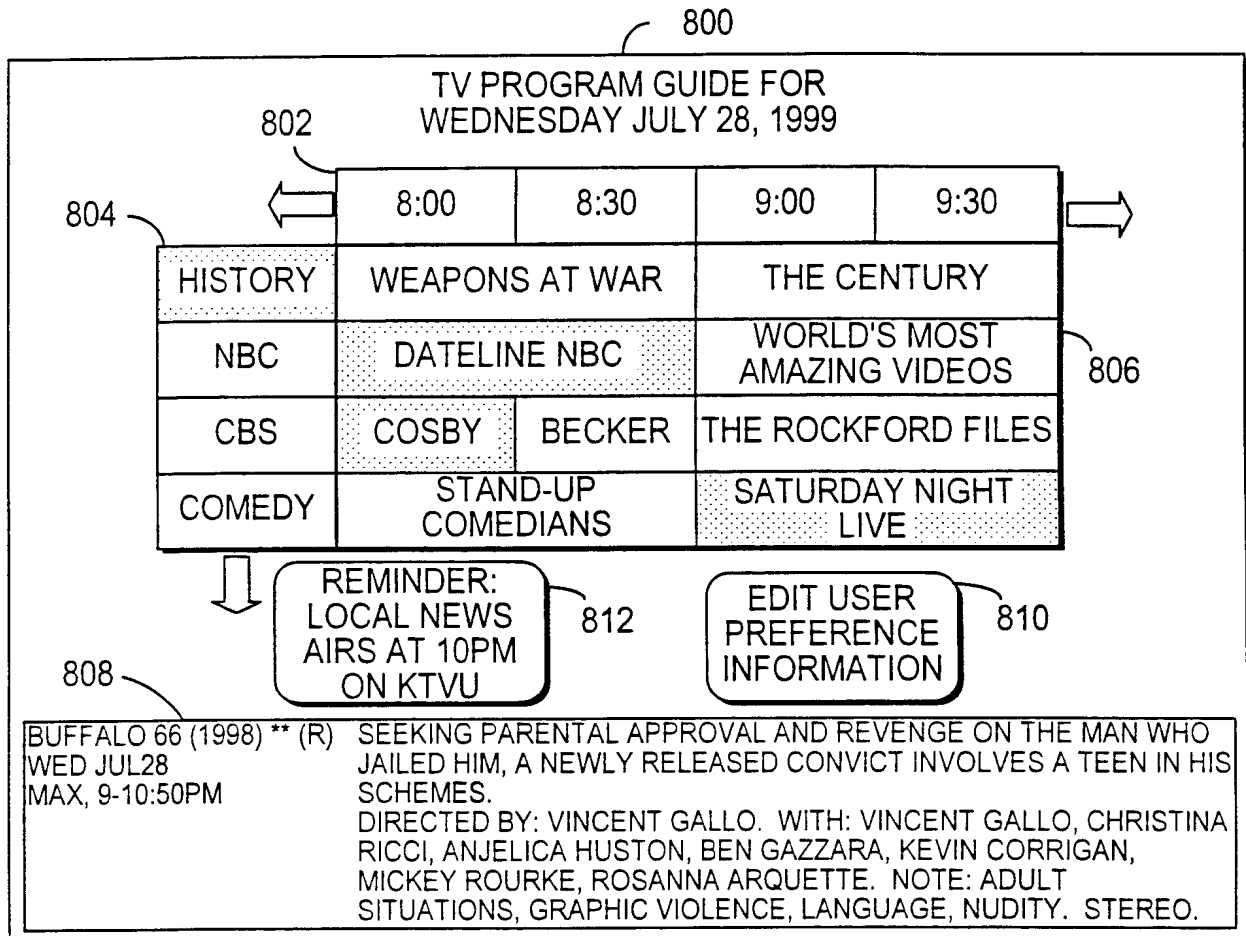 800
TV PROGRAM GUIDE FOR
WEDNESDAY JULY 28, 1999
802
8:00 8:30 9:00 9:30
804
HISTORY WEAPONS AT WAR THE CENTURY
NBC DATELINE NBC WORLD'S MOST
AMAZING VIDEOS
806
CBS COSBY BECKER THE ROCKFORD FILES
COMEDY STAND-UP
COMEDIANS
SATURDAY NIGHT
LIVE
REMINDER:
LOCAL NEWS
AIRS AT 10PM
ON KTVU
812
EDIT USER
PREFERENCE
INFORMATION
810
808
BUFFALO 66 (1998) ** (R)
WED JUL28
MAX, 9-10:50PM
SEEKING PARENTAL APPROVAL AND REVENGE ON THE MAN WHO
JAILED HIM, A NEWLY RELEASED CONVICT INVOLVES A TEEN IN HIS
SCHEMES.
DIRECTED BY: VINCENT GALLO. WITH: VINCENT GALLO, CHRISTINA
RICCI, ANJELICA HUSTON, BEN GAZZARA, KEVIN CORRIGAN,
MICKEY ROURKE, ROSANNA ARQUETTE. NOTE: ADULT
SITUATIONS, GRAPHIC VIOLENCE, LANGUAGE, NUDITY. STEREO.